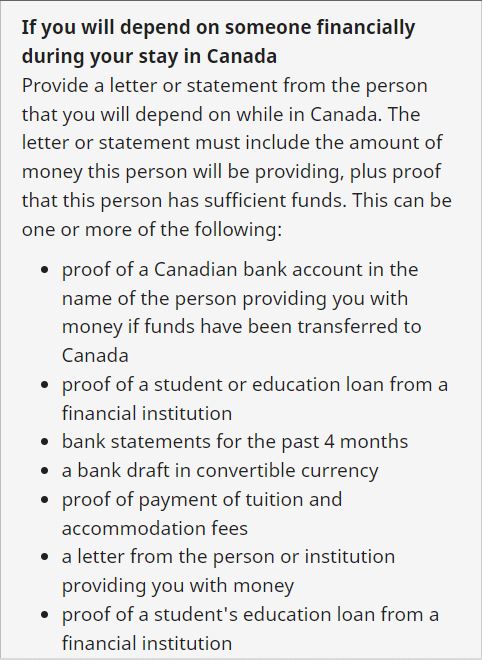 If you will depend on someone financially
during your stay in Canada
Provide a letter or statement from the person
that you will depend on while in Canada. The
letter or statement must include the amount of
money this person will be providing, plus proof
that this person has sufficient funds. This can be
one or more of the following:
• proof of a Canadian bank account in the
name of the person providing you with
money if funds have been transferred to
Canada
• proof of a student or education loan from a
financial institution
• bank statements for the past 4 months
• a bank draft in convertible currency
• proof of payment of tuition and
accommodation fees
• a letter from the person or institution
providing you with money
• proof of a student's education loan from a
financial institution